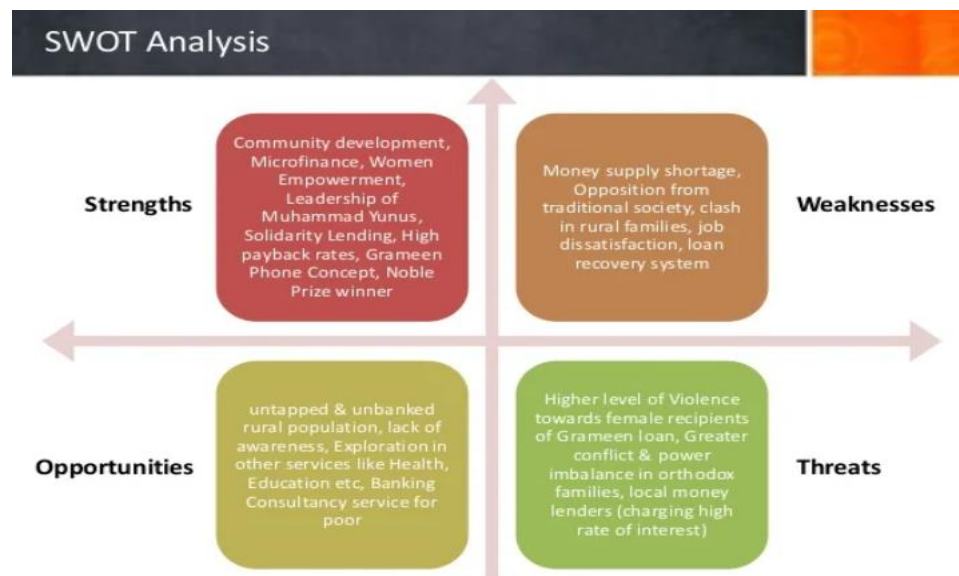 SWOT Analysis
Strengths
Community development,
Microfinance, Women
Empowerment,
Leadership of
Muhammad Yunus,
Solidarity Lending, High
payback rates, Grameen
Phone Concept, Noble
Prize winner
Money supply shortage,
Opposition from
traditional society, clash
in rural families, job
dissatisfaction, loan
recovery system
Weaknesses
Opportunities
untapped & unbanked
rural population, lack of
awareness, Exploration in
other services like Health,
Education etc, Banking
Consultancy service for
poor
Higher level of Violence
towards female recipients
of Grameen loan, Greater
conflict & power
imbalance in orthodox
families, local money
lenders (charging high
rate of interest)
Threats